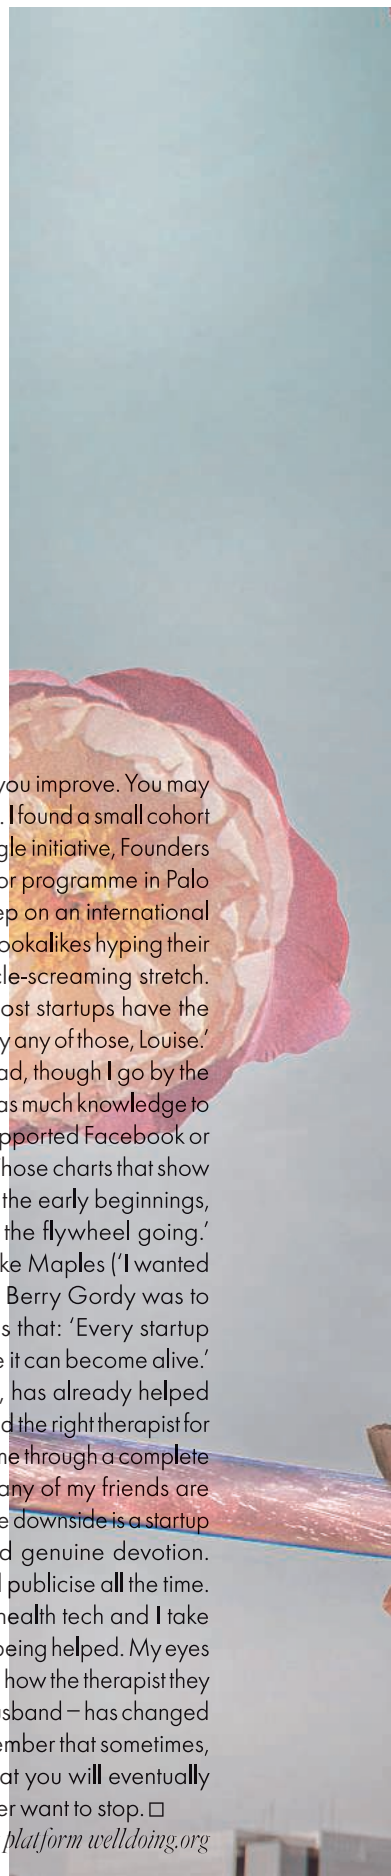 you improve. You may
. I found a small cohort
gle initiative, Founders
or programme in Palo
ep on an international
ookalikes hyping their
cle-screaming stretch.
ost startups have the
y any of those, Louise.’
ad, though I go by the
as much knowledge to
pported Facebook or
hose charts that show
the early beginnings,
the flywheel going.’
ke Maples (‘I wanted
Berry Gordy was to
s that: ‘Every startup
e it can become alive.’
, has already helped
d the right therapist for
me through a complete
any of my friends are
e downside is a startup
d genuine devotion.
publicise all the time.
health tech and I take
being helped. My eyes
how the therapist they
usband – has changed
ember that sometimes,
at you will eventually
er want to stop. □
platform welldoing.org